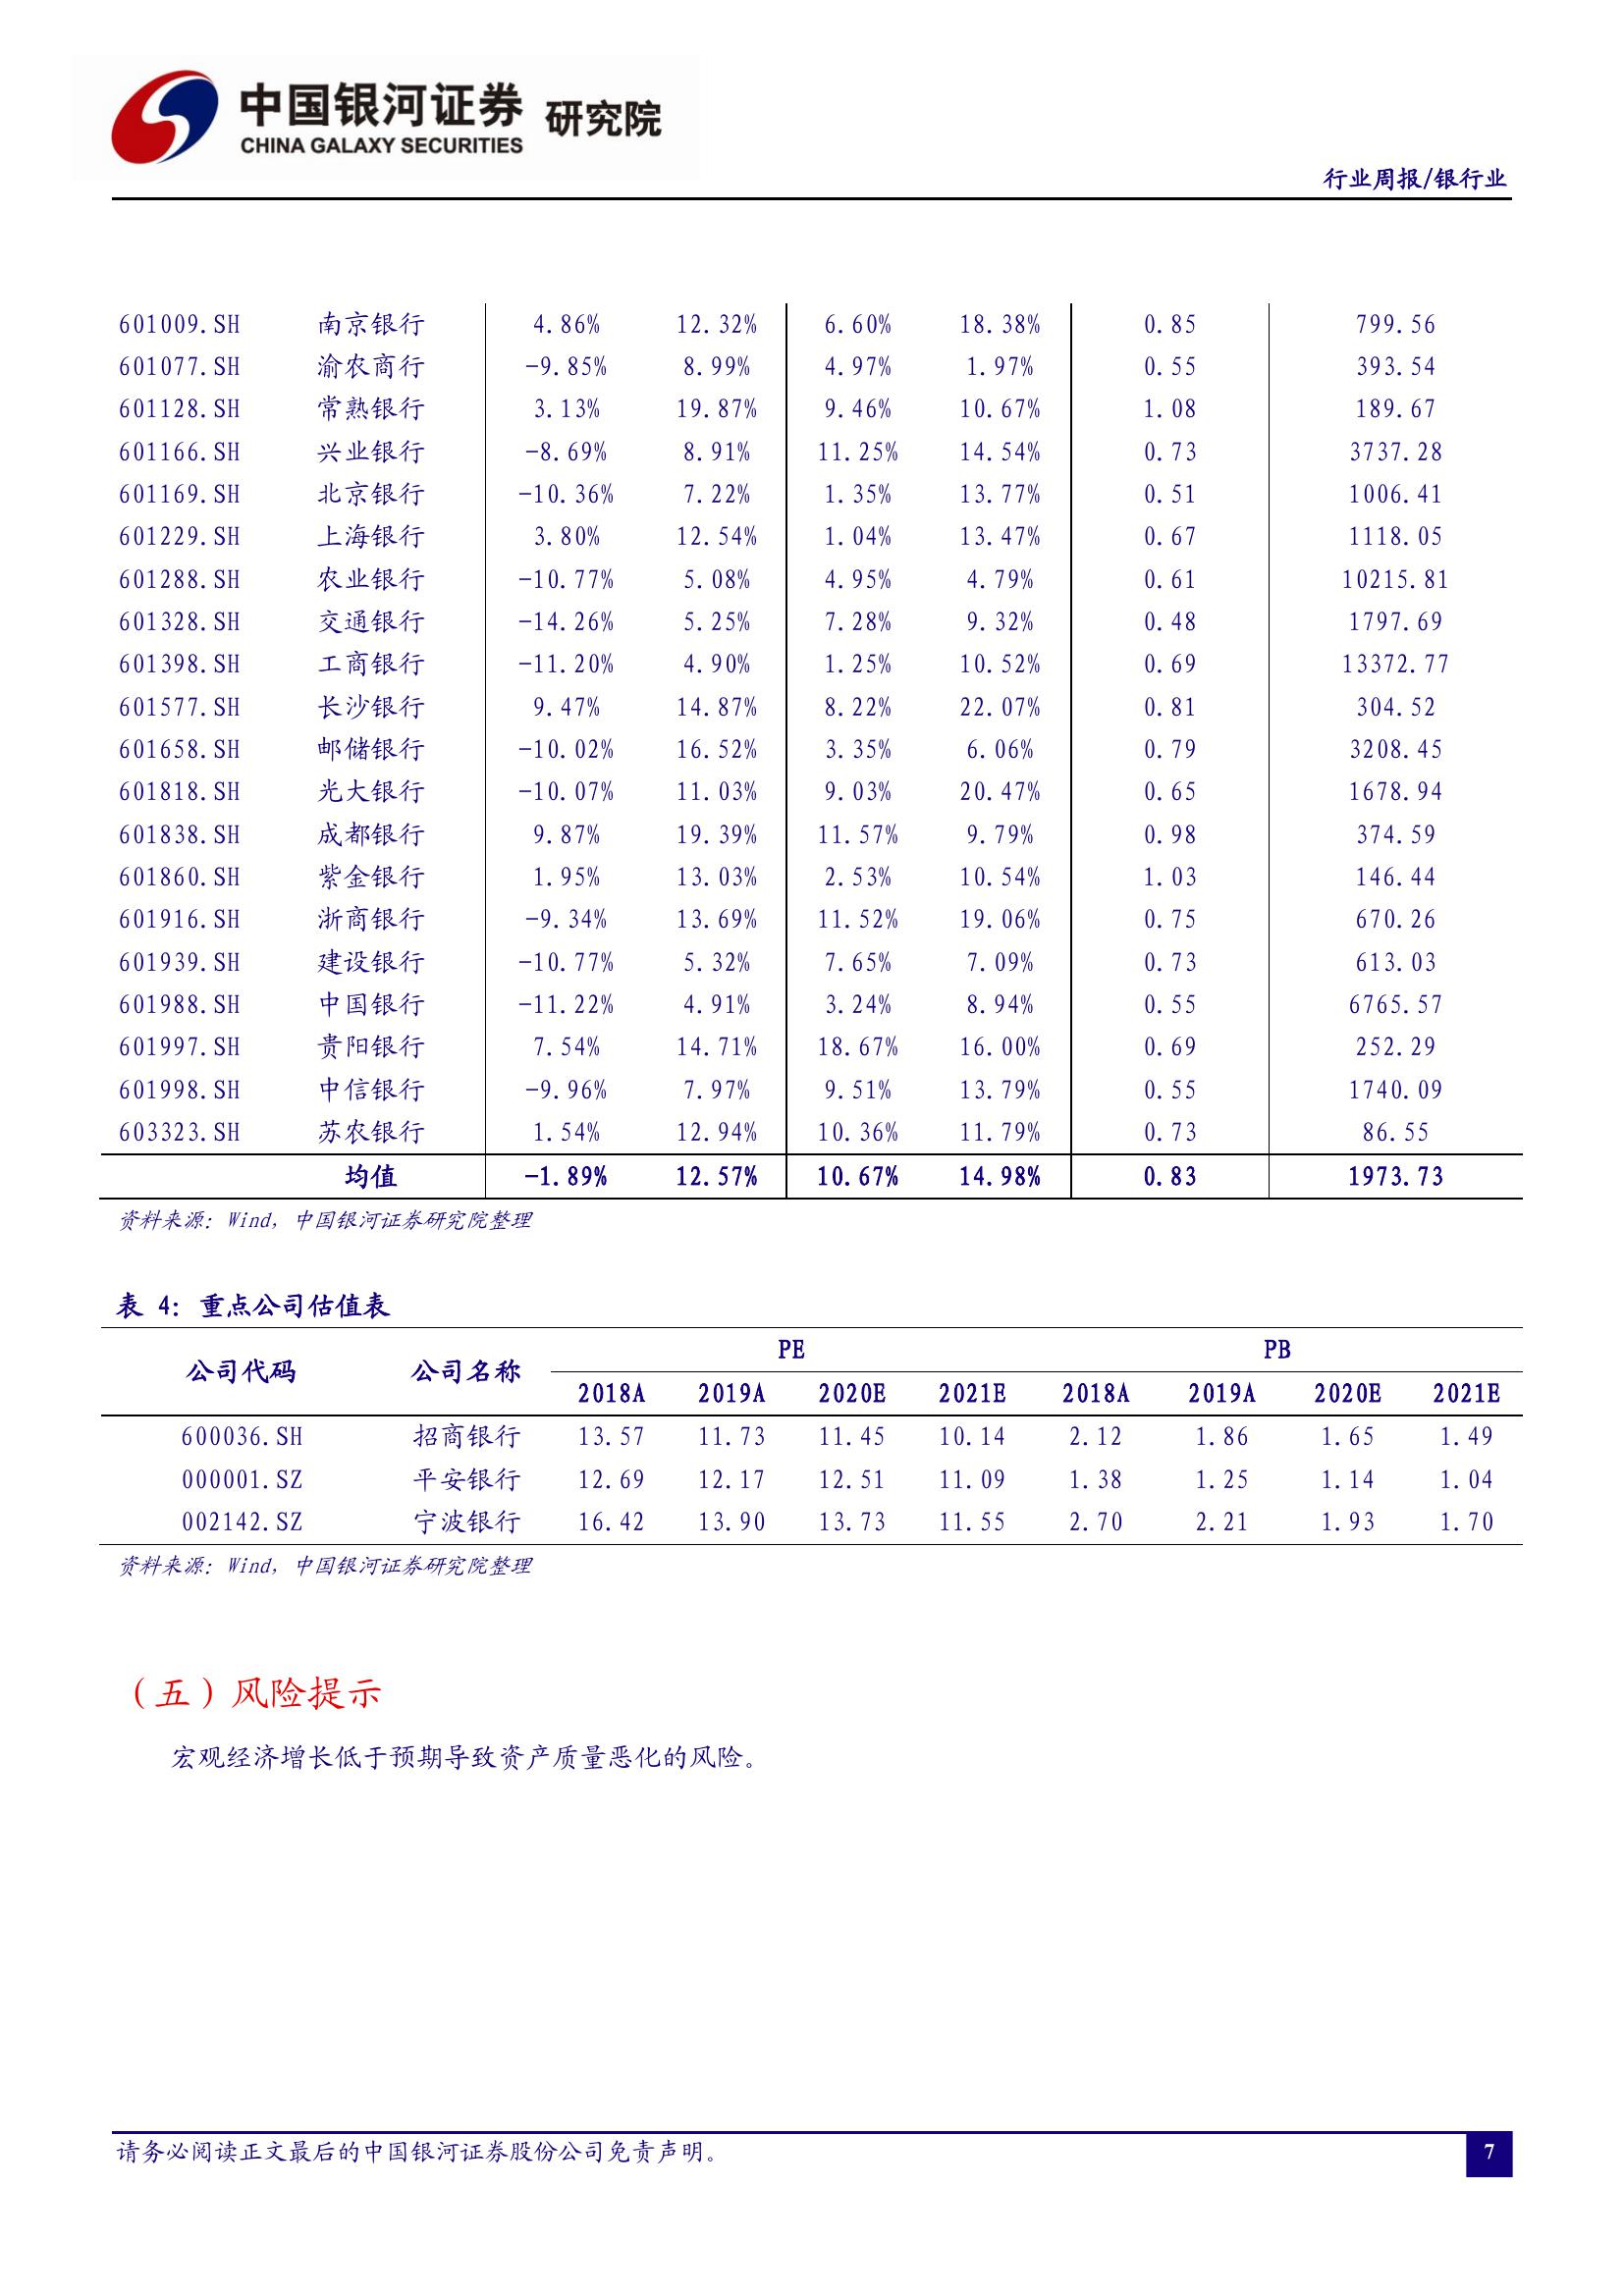 中国银河证券 研究院
CHINA GALAXY SECURITIES
行业周报/银行业
601009.SH 南京银行 4.86% 12.32% 6.60% 18.38% 0.85 799.56
601077.SH 渝农商行 -9.85% 8.99% 4.97% 1.97% 0.55 393.54
601128.SH 常熟银行 3.13% 19.87% 9.46% 10.67% 1.08 189.67
601166.SH 兴业银行 -8.69% 8.91% 11.25% 14.54% 0.73 3737.28
601169.SH 北京银行 -10.36% 7.22% 1.35% 13.77% 0.51 1006.41
601229.SH 上海银行 3.80% 12.54% 1.04% 13.47% 0.67 1118.05
601288.SH 农业银行 -10.77% 5.08% 4.95% 4.79% 0.61 10215.81
601328.SH 交通银行 -14.26% 5.25% 7.28% 9.32% 0.48 1797.69
601398.SH 工商银行 -11.20% 4.90% 1.25% 10.52% 0.69 13372.77
601577.SH 长沙银行 9.47% 14.87% 8.22% 22.07% 0.81 304.52
601658.SH 邮储银行 -10.02% 16.52% 3.35% 6.06% 0.79 3208.45
601818.SH 光大银行 -10.07% 11.03% 9.03% 20.47% 0.65 1678.94
601838.SH 成都银行 9.87% 19.39% 11.57% 9.79% 0.98 374.59
601860.SH 紫金银行 1.95% 13.03% 2.53% 10.54% 1.03 146.44
601916.SH 浙商银行 -9.34% 13.69% 11.52% 19.06% 0.75 670.26
601939.SH 建设银行 -10.77% 5.32% 7.65% 7.09% 0.73 613.03
601988.SH 中国银行 -11.22% 4.91% 3.24% 8.94% 0.55 6765.57
601997.SH 贵阳银行 7.54% 14.71% 18.67% 16.00% 0.69 252.29
601998.SH 中信银行 -9.96% 7.97% 9.51% 13.79% 0.55 1740.09
603323.SH 苏农银行 1.54% 12.94% 10.36% 11.79% 0.73 86.55
均值 -1.89% 12.57% 10.67% 14.98% 0.83 1973.73
资料来源：Wind，中国银河证券研究院整理
表 4：重点公司估值表
公司代码 公司名称 PE PB
2018A 2019A 2020E 2021E 2018A 2019A 2020E 2021E
600036.SH 招商银行 13.57 11.73 11.45 10.14 2.12 1.86 1.65 1.49
000001.SZ 平安银行 12.69 12.17 12.51 11.09 1.38 1.25 1.14 1.04
002142.SZ 宁波银行 16.42 13.90 13.73 11.55 2.70 2.21 1.93 1.70
资料来源：Wind，中国银河证券研究院整理
（五）风险提示
宏观经济增长低于预期导致资产质量恶化的风险。
请务必阅读正文最后的中国银河证券股份公司免责声明。
7